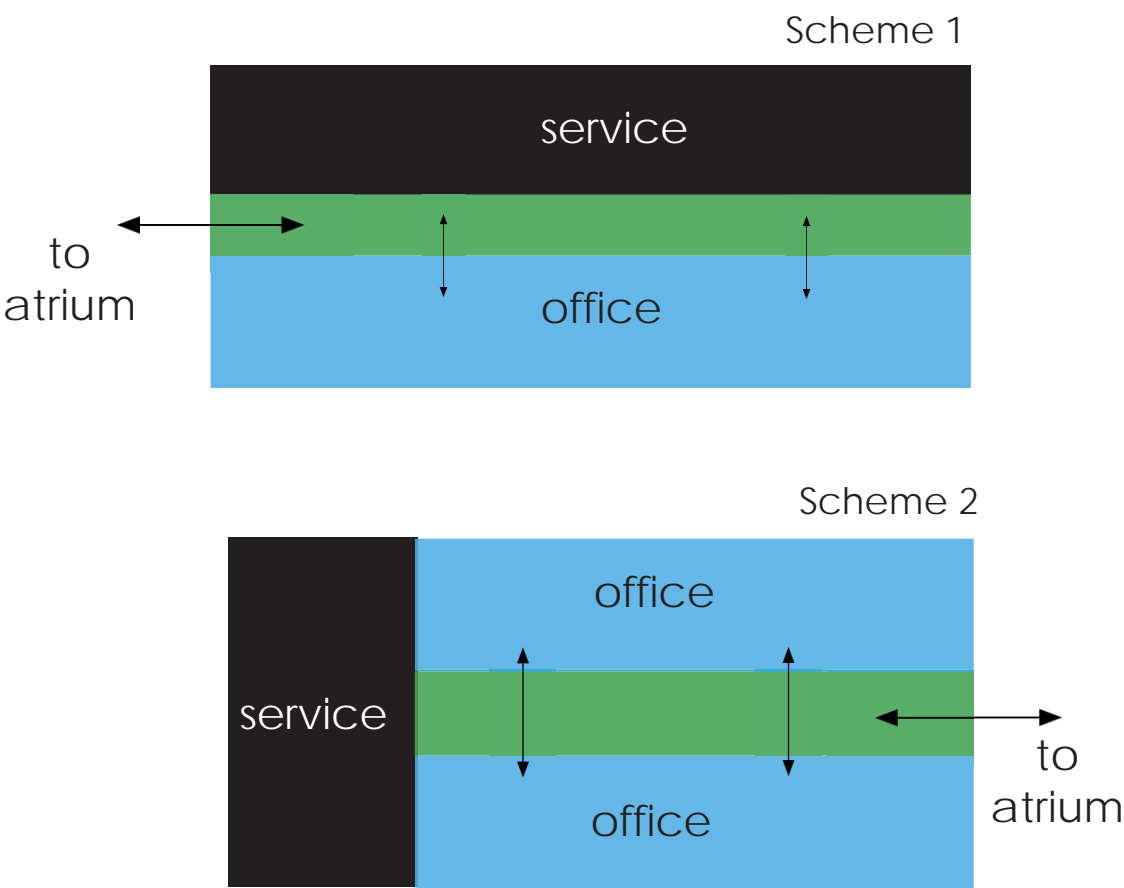 Scheme 1
service
to
atrium
office
Scheme 2
office
service
to
atrium
office